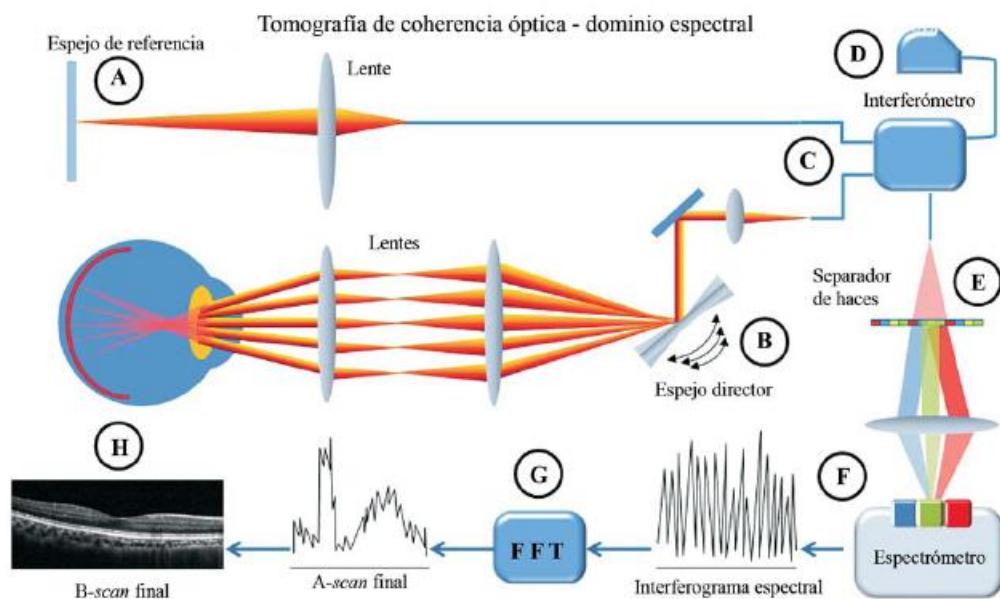 Tomografía de coherencia óptica - dominio espectral
Espejo de referencia
A
Lente
D
Interferómetro
C
Lentes
Separador
de haces
E
B
Espejo director
H
G
F
FFT
Espectrómetro
B-scan final
A-scan final
Interferograma espectral